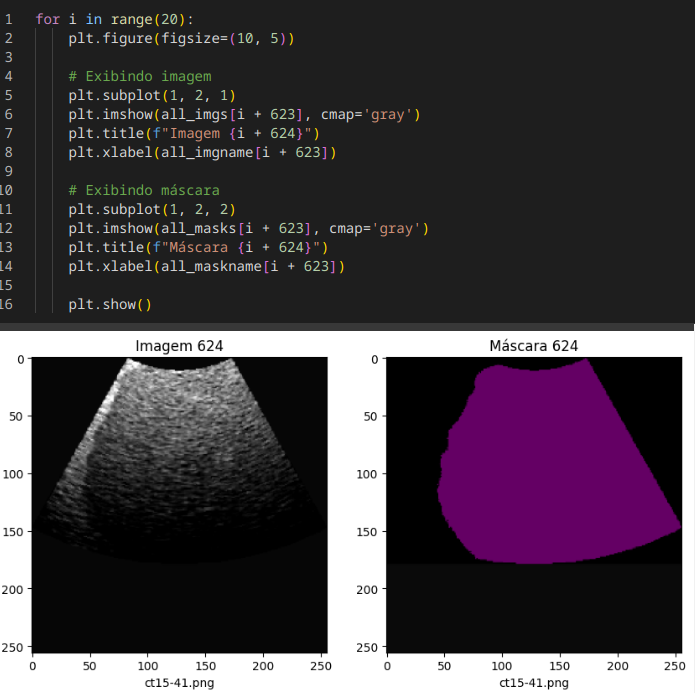 1 for i in range(20):
2     plt.figure(figsize=(10, 5))
3
4     # Exibindo imagem
5     plt.subplot(1, 2, 1)
6     plt.imshow(all_imgs[i + 623], cmap='gray')
7     plt.title(f"Imagem {i + 624}")
8     plt.xlabel(all_imgname[i + 623])
9
10     # Exibindo máscara
11     plt.subplot(1, 2, 2)
12     plt.imshow(all_masks[i + 623], cmap='gray')
13     plt.title(f"Máscara {i + 624}")
14     plt.xlabel(all_maskname[i + 623])
15
16     plt.show()
Imagem 624
0
50
100
150
200
250
0 50 100 150 200 250
ct15-41.png
Máscara 624
0
50
100
150
200
250
0 50 100 150 200 250
ct15-41.png